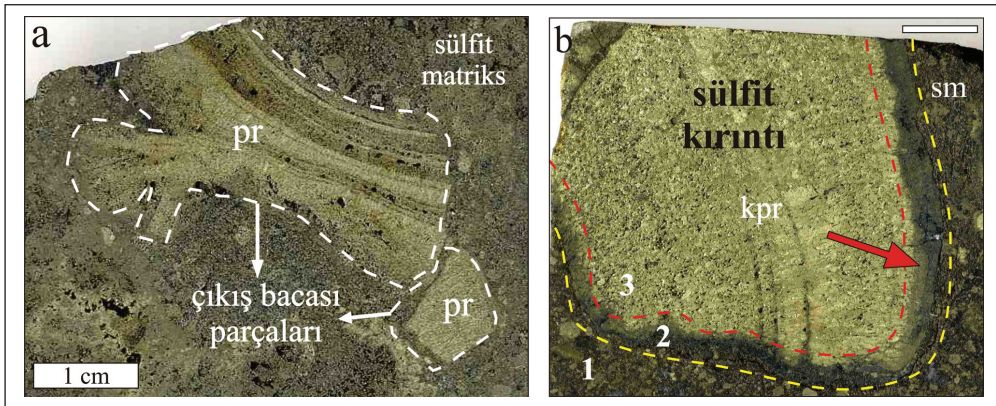 a
sülfit
matriks
pr
çıkış bacası
parçaları
pr
1 cm
b
sülfit
kırıntı
sm
kpr
3
2
1